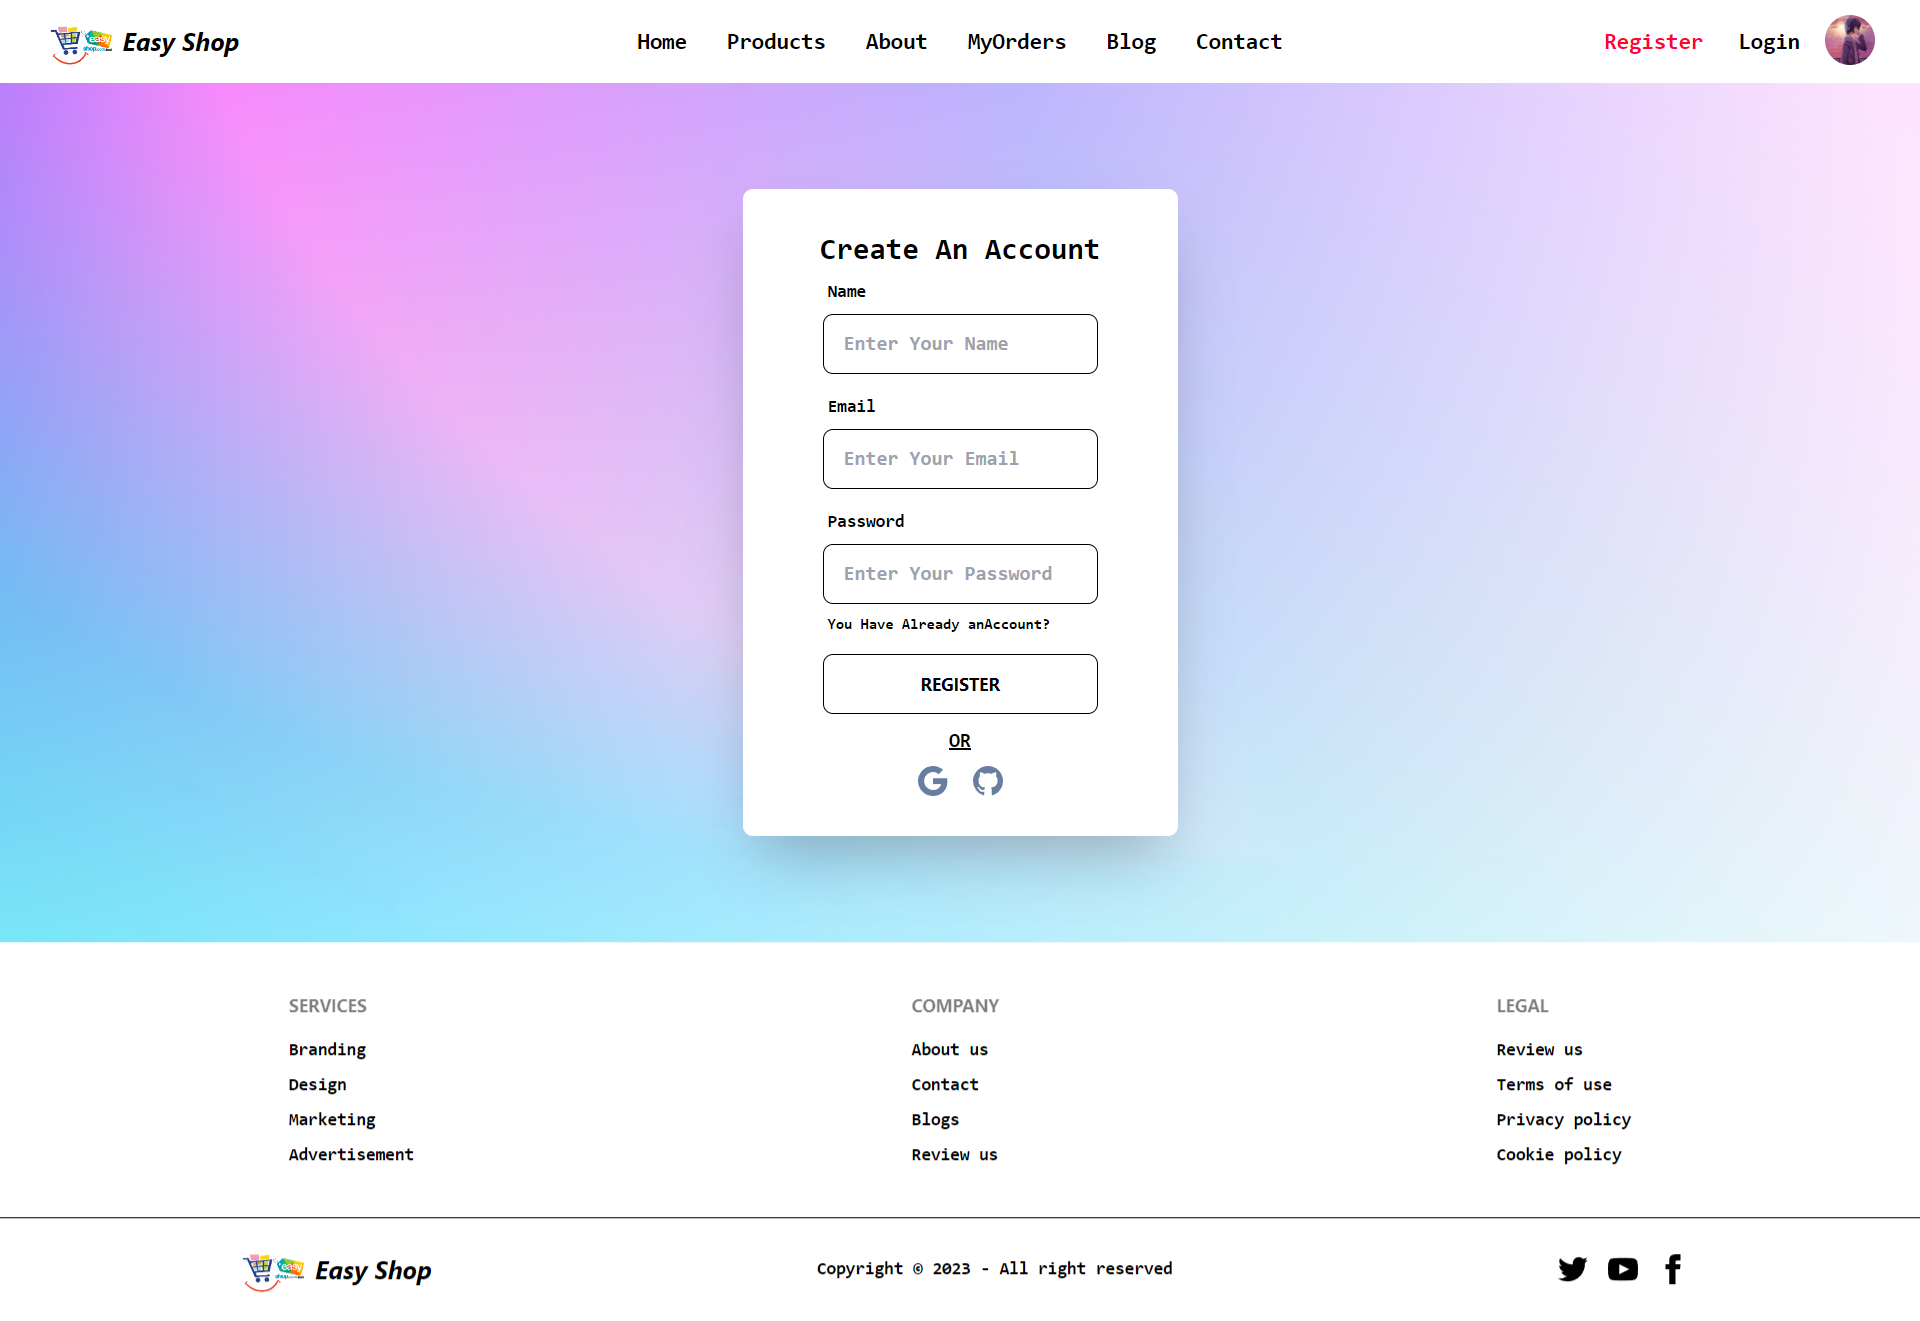 Easy Shop
Home Products About MyOrders Blog Contact
Register Login
Create An Account
Name
Enter Your Name
Email
Enter Your Email
Password
Enter Your Password
You Have Already anAccount?
REGISTER
OR
SERVICES
Branding
Design
Marketing
Advertisement
COMPANY
About us
Contact
Blogs
Review us
LEGAL
Review us
Terms of use
Privacy policy
Cookie policy
Easy Shop
Copyright © 2023 - All right reserved